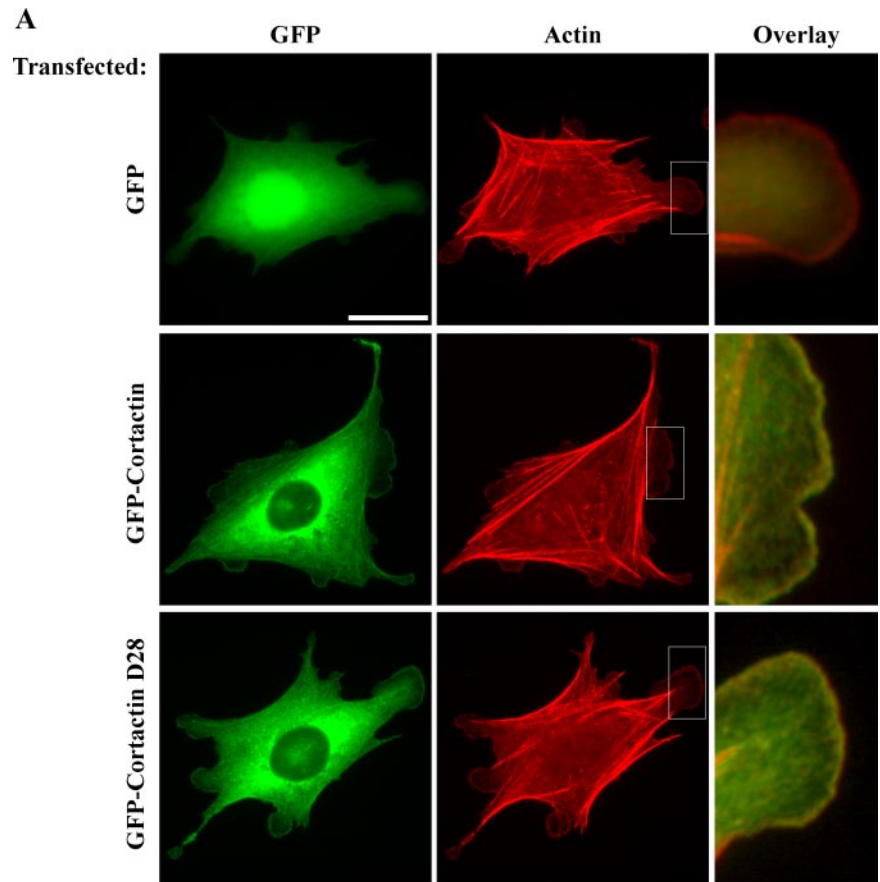 A
GFP Actin Overlay
Transfected:
GFP
GFP-Cortactin
GFP-Cortactin D28